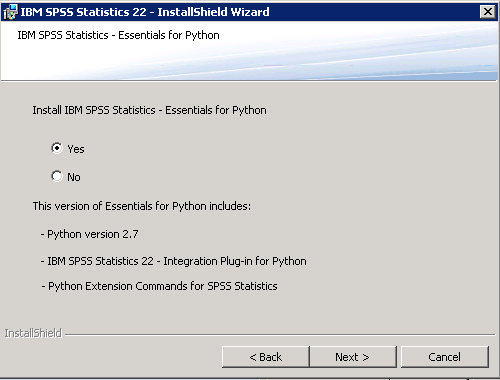 IBM SPSS Statistics 22 - InstallShield Wizard
IBM SPSS Statistics - Essentials for Python
Install IBM SPSS Statistics - Essentials for Python
Yes
No
This version of Essentials for Python includes:
- Python version 2.7
- IBM SPSS Statistics 22 - Integration Plug-in for Python
- Python Extension Commands for SPSS Statistics
InstallShield
< Back Next > Cancel